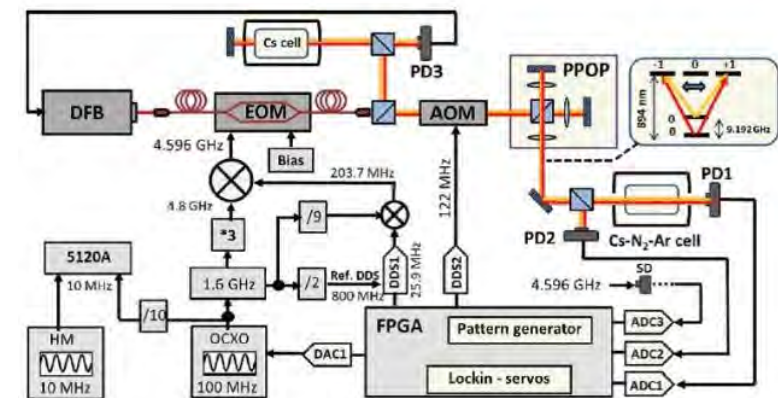 Cs cell
PD3
PPOP
-1 0 +1
894 nm
0
0
9.192 GHz
DFB
EOM
AOM
4.596 GHz
Bias
203.7 MHz
122 MHz
PD1
4.8 GHz
/9
PD2
Cs-N₂-Ar cell
*3
5120A
DDS1
25.9 MHz
DDS2
SD
10 MHz
1.6 GHz
/2
Ref. DDS
800 MHz
4.596 GHz
/10
FPGA
Pattern generator
ADC3
HM
OCXO
DAC1
ADC2
10 MHz
100 MHz
Lockin - servos
ADC1